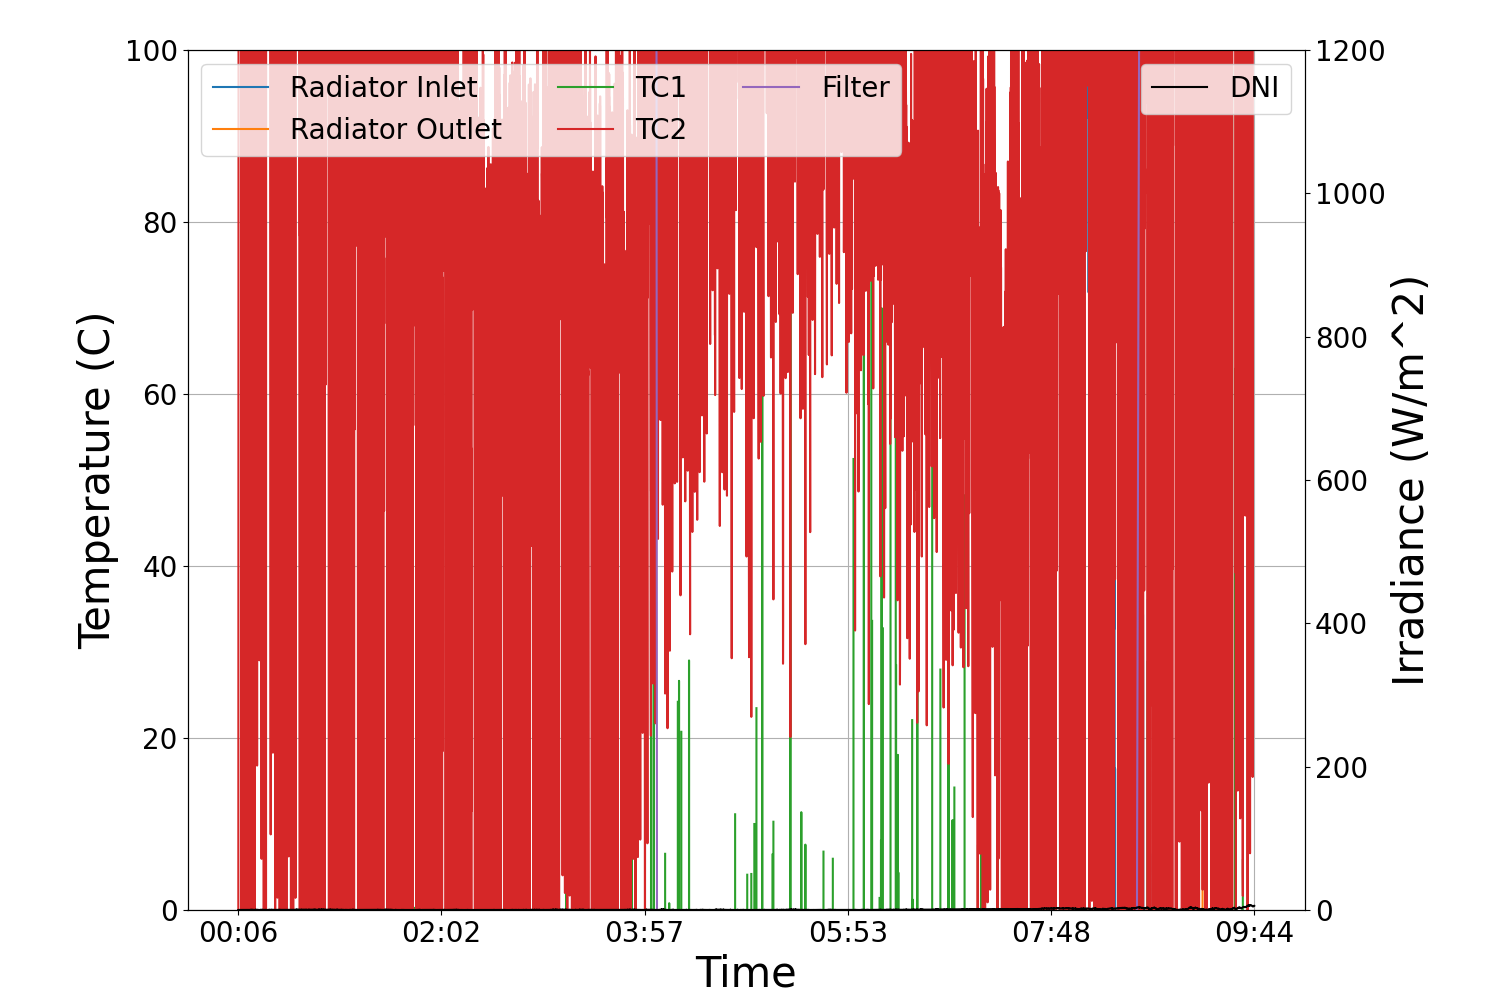 100
80
60
40
20
0
1200
1000
800
600
400
200
0
Radiator Inlet
Radiator Outlet
TC1
TC2
Filter
DNI
Temperature (C)
Irradiance (W/m^2)
00:06
02:02
03:57
05:53
07:48
09:44
Time